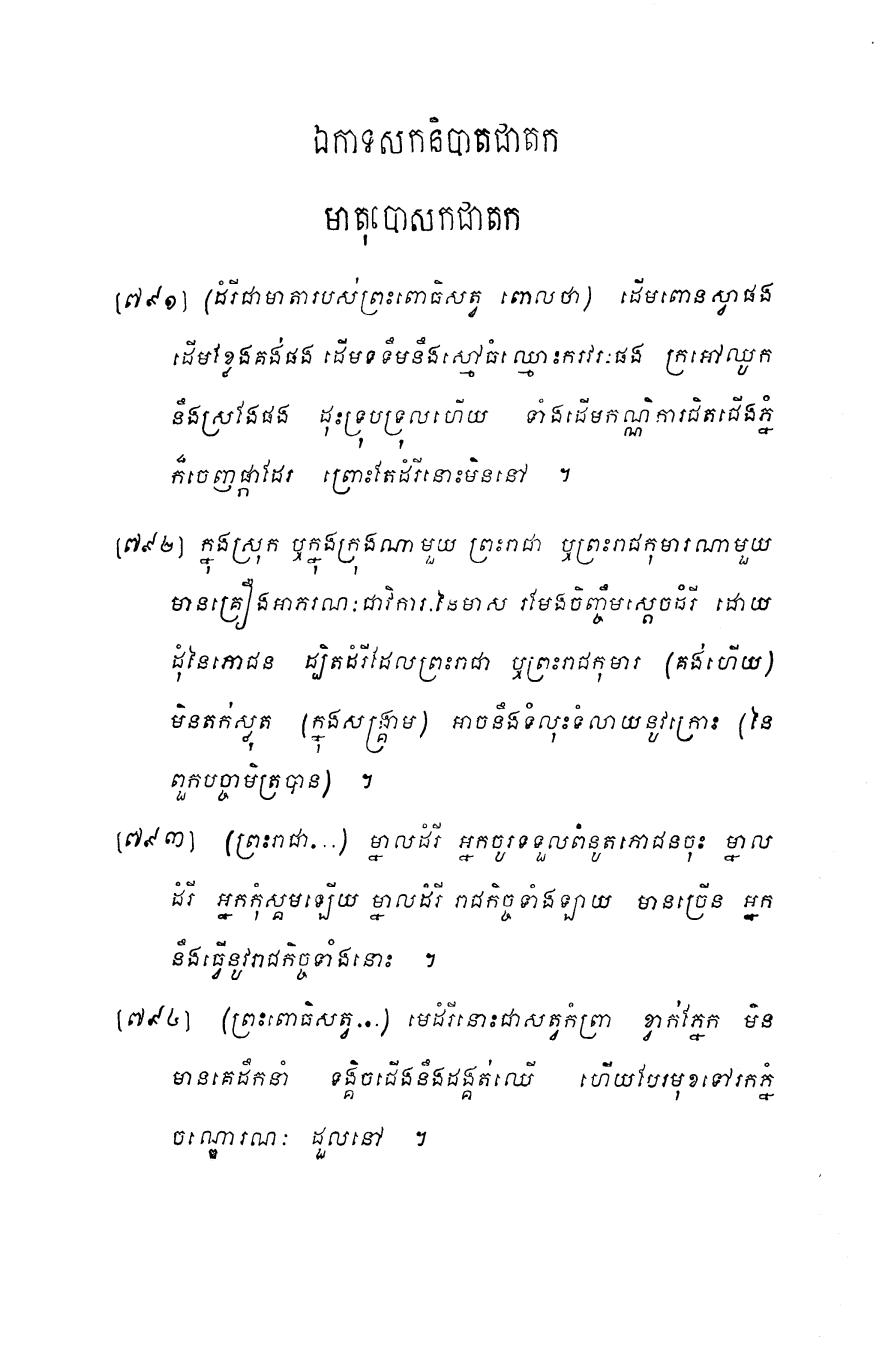 ឯកាទសកនិបាតជាតក
មាតុបោសកជាតក
[៧៩១] (ដំរីជាមាតារបស់ព្រះពោធិសត្វ ពោលថា) ដើមពោនស្វាផង
ដើមខ្លែងគង់ផង ដើមទទឹមនឹងស្មៅធំឈ្មោះករវរៈផង ក្រអៅឈូក
នឹងស្រងែផង ដុះទ្រុបទ្រុលហើយ ទាំងដើមកណ្ណិការជិតជើងភ្នំ
ក៏ចេញផ្កាដែរ ព្រោះតែដំរីនោះមិននៅ ។
[៧៩២] ក្នុងស្រុក ឬក្នុងក្រុងណាមួយ ព្រះរាជា ឬព្រះរាជកុមារណាមួយ
មានគ្រឿងអាភរណៈជាវិការៈនៃមាស រមែងចិញ្ចឹមស្តេចដំរី ដោយ
ដុំនៃភោជន ដ្បិតដំរីដែលព្រះរាជា ឬព្រះរាជកុមារ (គង់ហើយ)
មិនតក់ស្លុត (ក្នុងសង្គ្រាម) អាចនឹងទំលុះទំលាយនូវក្រោះ (នៃ
ពួកបច្ចាមិត្របាន) ។
[៧៩៣] (ព្រះរាជា...) ម្នាលដំរី អ្នកចូរទទួលពំនូតភោជនចុះ ម្នាល
ដំរី អ្នកកុំស្គមឡើយ ម្នាលដំរី រាជកិច្ចទាំងឡាយ មានច្រើន អ្នក
នឹងធ្វើនូវរាជកិច្ចទាំងនោះ ។
[៧៩៤] (ព្រះពោធិសត្វ...) មេដំរីនោះជាសត្វកំព្រា ខ្វាក់ភ្នែក មិន
មានគេដឹកនាំ ទង្គិចជើងនឹងដង្គត់ឈើ ហើយបែរមុខទៅរកភ្នំ
ចណ្ឌោរណៈ ដួលនៅ ។